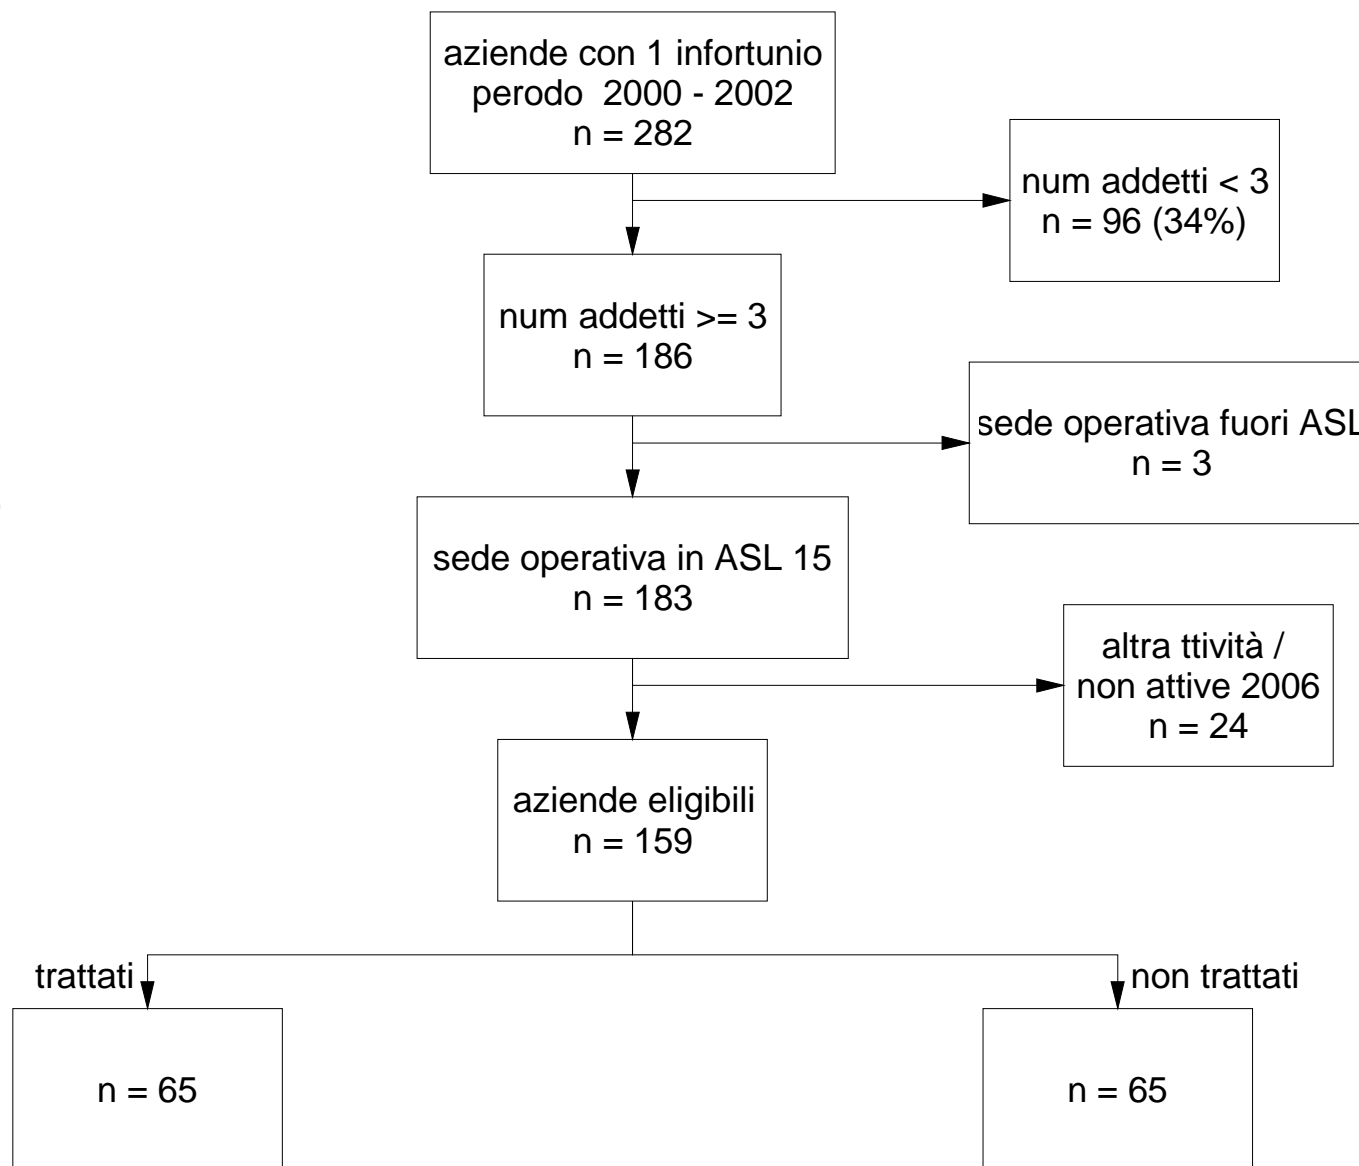 aziende con 1 infortunio
perodo 2000 - 2002
n = 282
num addetti < 3
n = 96 (34%)
num addetti >= 3
n = 186
sede operativa fuori ASL
n = 3
sede operativa in ASL 15
n = 183
altra ttività /
non attive 2006
n = 24
aziende eligibili
n = 159
trattati
non trattati
n = 65
n = 65